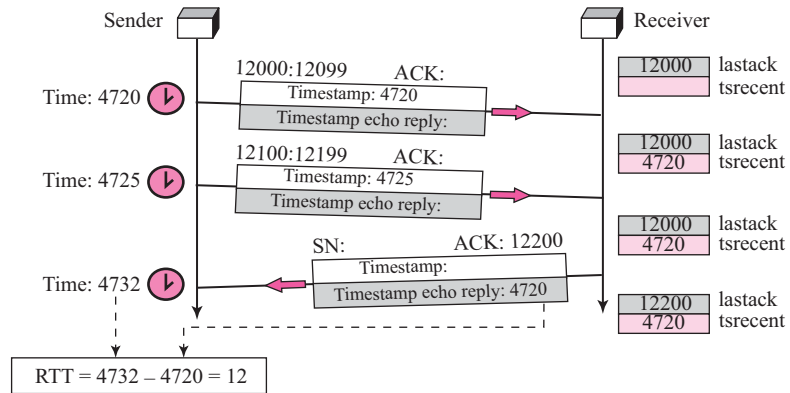 Sender
Receiver
12000 lastack
tsrecent
12000:12099 ACK:
Time: 4720
Timestamp: 4720
Timestamp echo reply:
12000 lastack
4720 tsrecent
12100:12199 ACK:
Time: 4725
Timestamp: 4725
Timestamp echo reply:
12000 lastack
4720 tsrecent
SN: ACK: 12200
Timestamp:
Time: 4732
Timestamp echo reply: 4720
12200 lastack
4720 tsrecent
RTT = 4732 – 4720 = 12